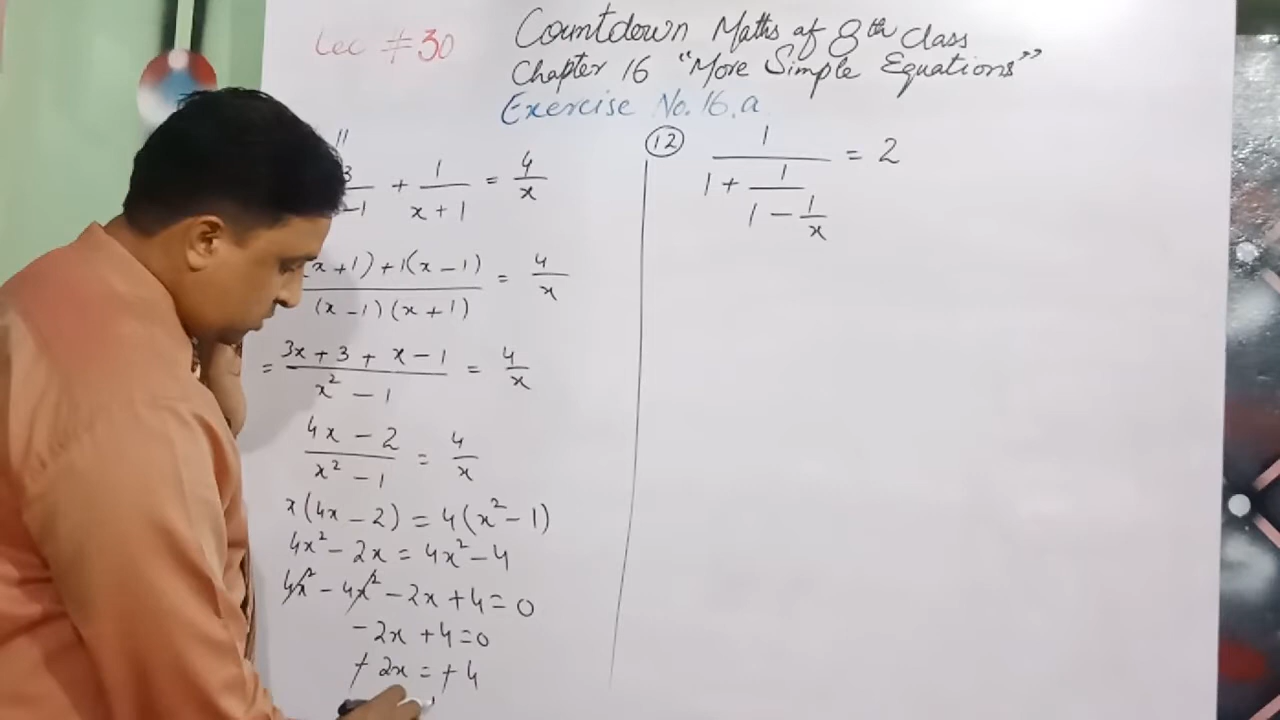 Lec #30
Countdown Maths of 8th Class
Chapter 16 "More Simple Equations"
Exercise No. 16.a
11
3/-1 + 1/x+1 = 4/x
(x+1)+1(x-1)/(x-1)(x+1) = 4/x
= 3x+3+x-1/x²-1 = 4/x
4x-2/x²-1 = 4/x
x(4x-2) = 4(x²-1)
4x²-2x = 4x²-4
4x²-4x²-2x+4=0
-2x+4=0
+2x=+4
12 1/1+1/1-1/x = 2